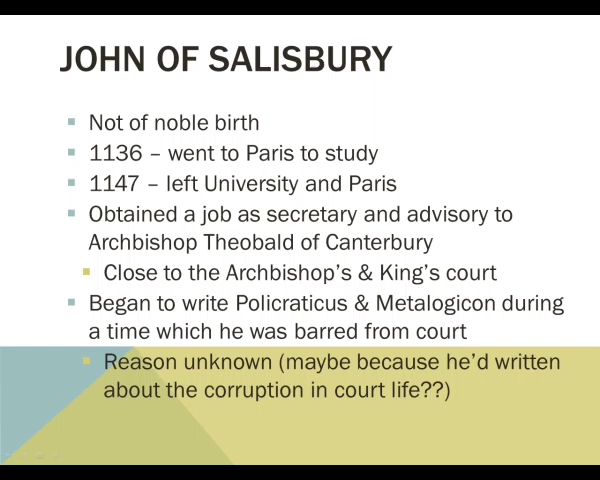 JOHN OF SALISBURY
Not of noble birth
1136 – went to Paris to study
1147 – left University and Paris
Obtained a job as secretary and advisory to
Archbishop Theobald of Canterbury
Close to the Archbishop's & King's court
Began to write Policraticus & Metalogicon during
a time which he was barred from court
Reason unknown (maybe because he'd written
about the corruption in court life??)